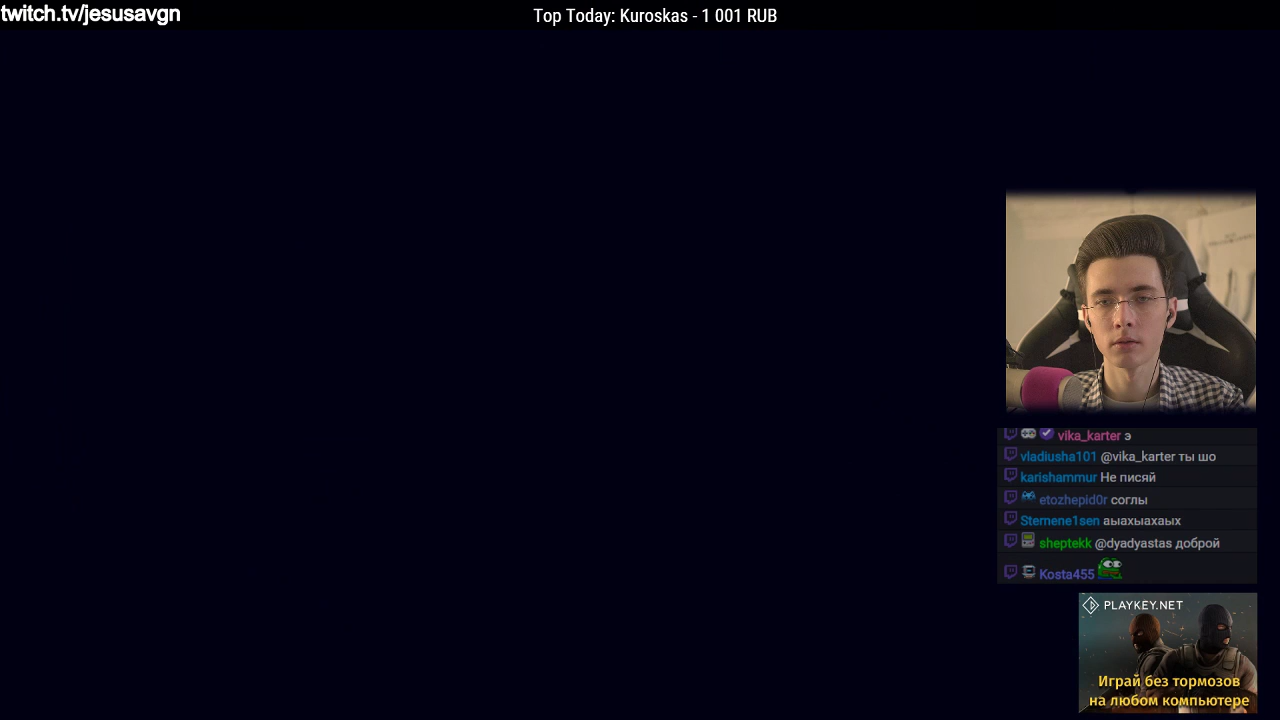 twitch.tv/jesusavgn
Top Today: Kuroskas - 1 001 RUB
vika_karter э
vladiusha101 @vika_karter ты шо
karishammur Не писяй
etozhepid0r соглы
Stemene1sen аыахыахаых
sheptekk @dyadyastas доброй
Kosta455
PLAYKEY.NET
Играй без тормозов
на любом компьютере